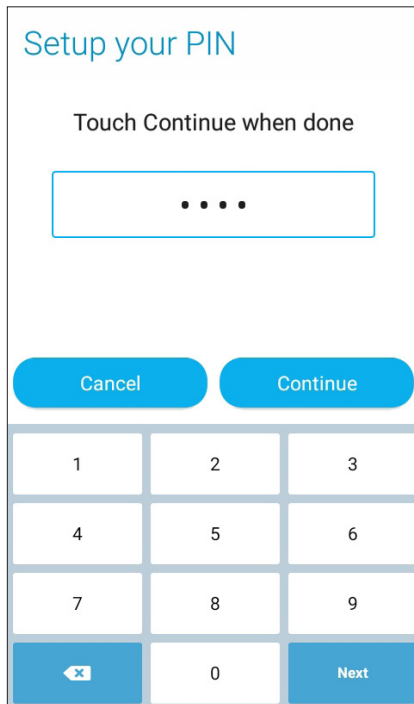 Setup your PIN
Touch Continue when done
••••
Cancel Continue
1 2 3
4 5 6
7 8 9
0 Next